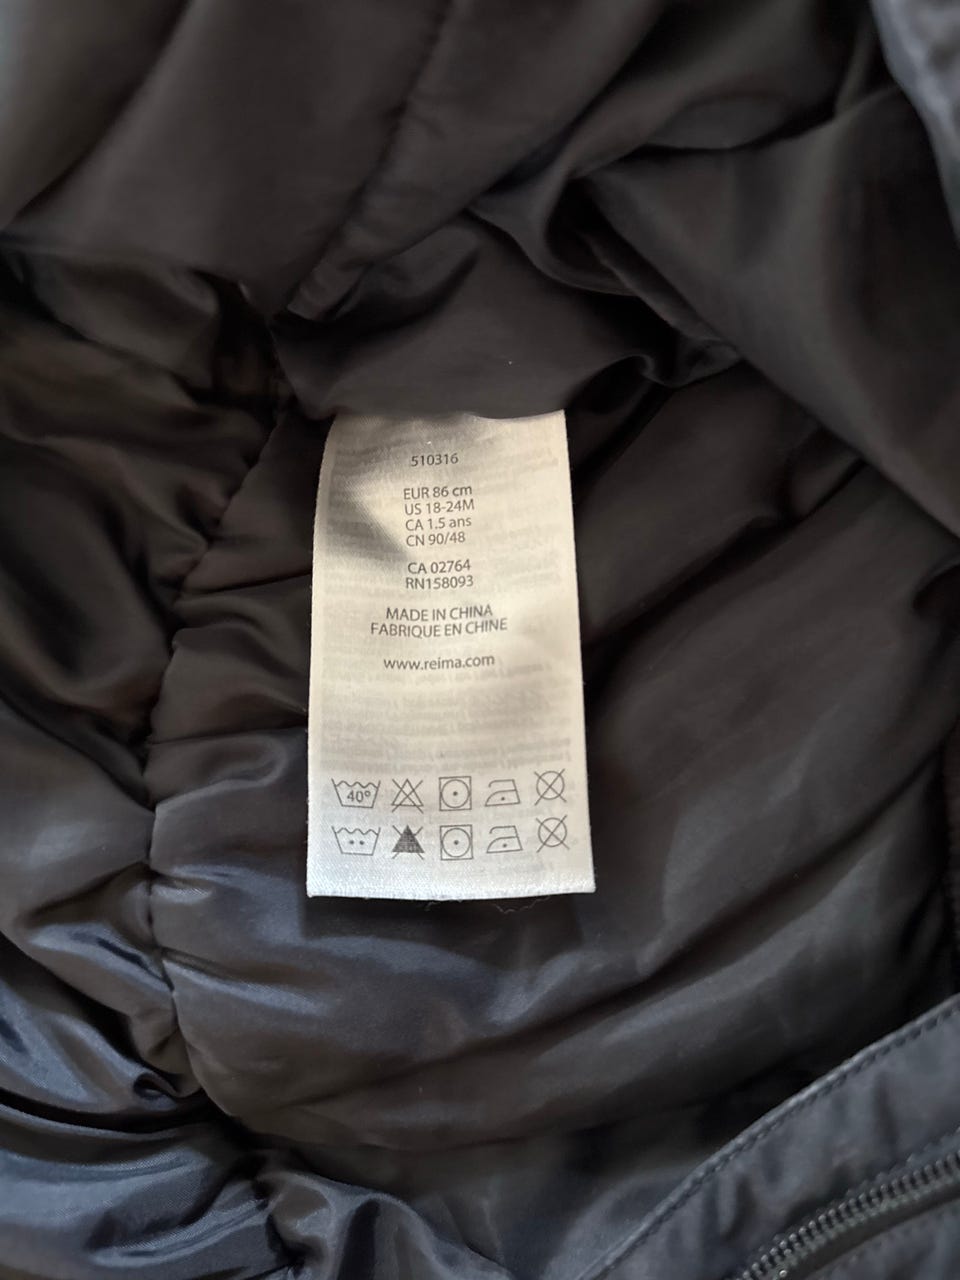 510316
EUR 86 cm
US 18-24M
CA 1.5 ans
CN 90/48
CA 02764
RN158093
MADE IN CHINA
FABRIQUE EN CHINE
www.reima.com
40°